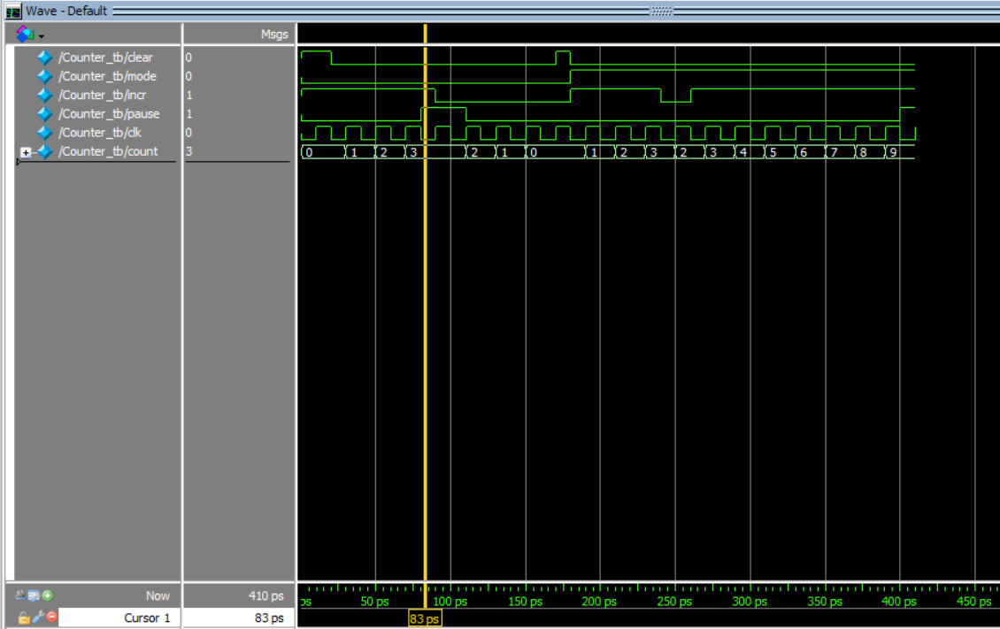 Wave - Default
Msgs
/Counter_tb/clear 0
/Counter_tb/mode 0
/Counter_tb/incr 1
/Counter_tb/pause 1
/Counter_tb/clk 0
/Counter_tb/count 3 0 1 2 3 2 1 0 1 2 3 2 3 4 5 6 7 8 9
Now 410 ps ps 50 ps 100 ps 150 ps 200 ps 250 ps 300 ps 350 ps 400 ps 450 ps
Cursor 1 83 ps 83 ps